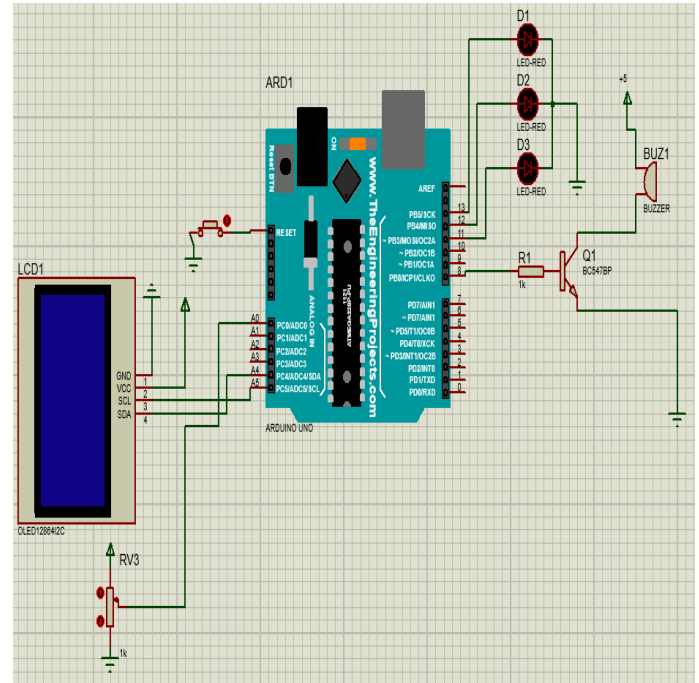 D1
LED-RED
D2
LED-RED
D3
LED-RED
+5
BUZ1
BUZZER
ARD1
ON
Reset BTN
www.TheEngineeringProjects.com
RESET
ANALOG IN
AREF
PB5/SCK 13
PB4/MISO 12
~ PB3/MOSI/OC2A 11
~ PB2/OC1B 10
~ PB1/OC1A 9
PB0/ICP1/CLKO 8
PD7/AIN1 7
~ PD7/AIN1 6
~ PD5/T1/OC0B 5
PD4/T0/XCK 4
~ PD3/INT1/OC2B 3
PD2/INT0 2
PD1/TXD 1
PD0/RXD 0
A0 PC0/ADC0
A1 PC1/ADC1
A2 PC2/ADC2
A3 PC3/ADC3
A4 PC4/ADC4/SDA
A5 PC5/ADC5/SCL
1121
ARDUINO UNO
R1
1k
Q1
BC547BP
LCD1
GND 1
VCC 2
SCL 3
SDA 4
OLED12864I2C
RV3
1k